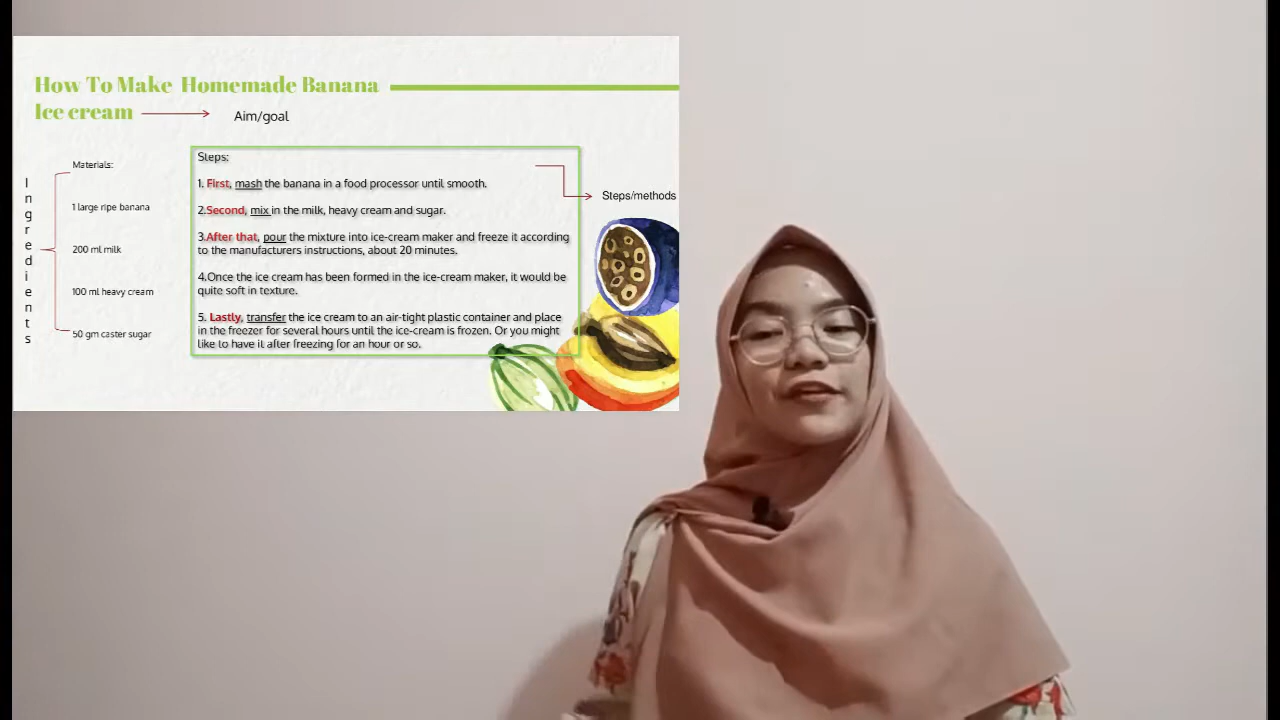 How To Make Homemade Banana
Ice cream
Aim/goal
Ingredients
Materials:
1 large ripe banana
200 ml milk
100 ml heavy cream
50 gm caster sugar
Steps:
1. First, mash the banana in a food processor until smooth.
2.Second, mix in the milk, heavy cream and sugar.
3.After that, pour the mixture into ice-cream maker and freeze it according
to the manufacturers instructions, about 20 minutes.
4.Once the ice cream has been formed in the ice-cream maker, it would be
quite soft in texture.
5. Lastly, transfer the ice cream to an air-tight plastic container and place
in the freezer for several hours until the ice-cream is frozen. Or you might
like to have it after freezing for an hour or so.
Steps/methods